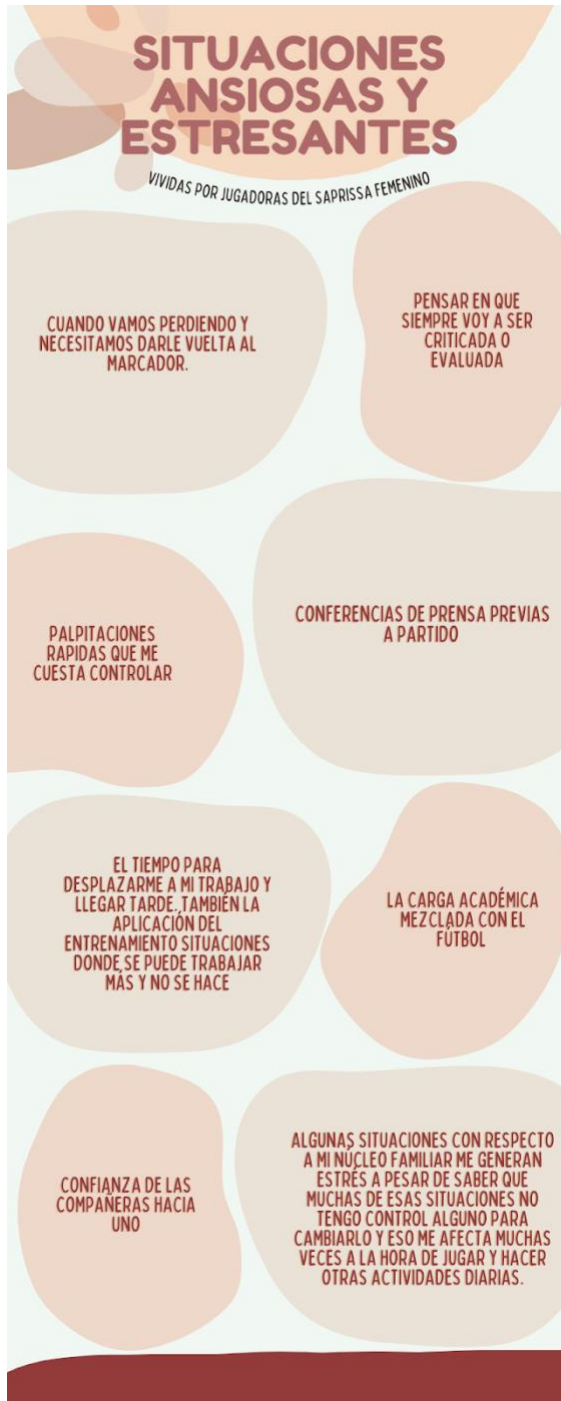 SITUACIONES
ANSIOSAS Y
ESTRESANTES
VIVIDAS POR JUGADORAS DEL SAPRISSA FEMENINO
CUANDO VAMOS PERDIENDO Y
NECESITAMOS DARLE VUELTA AL
MARCADOR.
PENSAR EN QUE
SIEMPRE VOY A SER
CRITICADA O
EVALUADA
PALPITACIONES
RAPIDAS QUE ME
CUESTA CONTROLAR
CONFERENCIAS DE PRENSA PREVIAS
A PARTIDO
EL TIEMPO PARA
DESPLAZARME A MI TRABAJO Y
LLEGAR TARDE. TAMBIÉN LA
APLICACIÓN DEL
ENTRENAMIENTO SITUACIONES
DONDE SE PUEDE TRABAJAR
MÁS Y NO SE HACE
LA CARGA ACADÉMICA
MEZCLADA CON EL
FÚTBOL
CONFIANZA DE LAS
COMPAÑERAS HACIA
UNO
ALGUNAS SITUACIONES CON RESPECTO
A MI NÚCLEO FAMILIAR ME GENERAN
ESTRÉS A PESAR DE SABER QUE
MUCHAS DE ESAS SITUACIONES NO
TENGO CONTROL ALGUNO PARA
CAMBIARLO Y ESO ME AFECTA MUCHAS
VECES A LA HORA DE JUGAR Y HACER
OTRAS ACTIVIDADES DIARIAS.